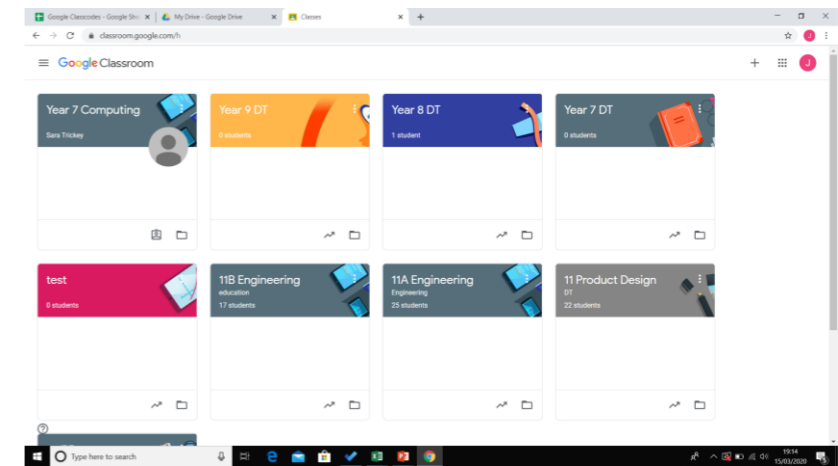 Google Classcodes - Google She
My Drive - Google Drive
Classes
classroom.google.com/h
J
Google Classroom
J
Year 7 Computing
Sara Trickey
Year 9 DT
0 students
Year 8 DT
1 student
Year 7 DT
0 students
test
0 students
11B Engineering
education
17 students
11A Engineering
Engineering
25 students
11 Product Design
DT
22 students
Type here to search
19:14
15/03/2020